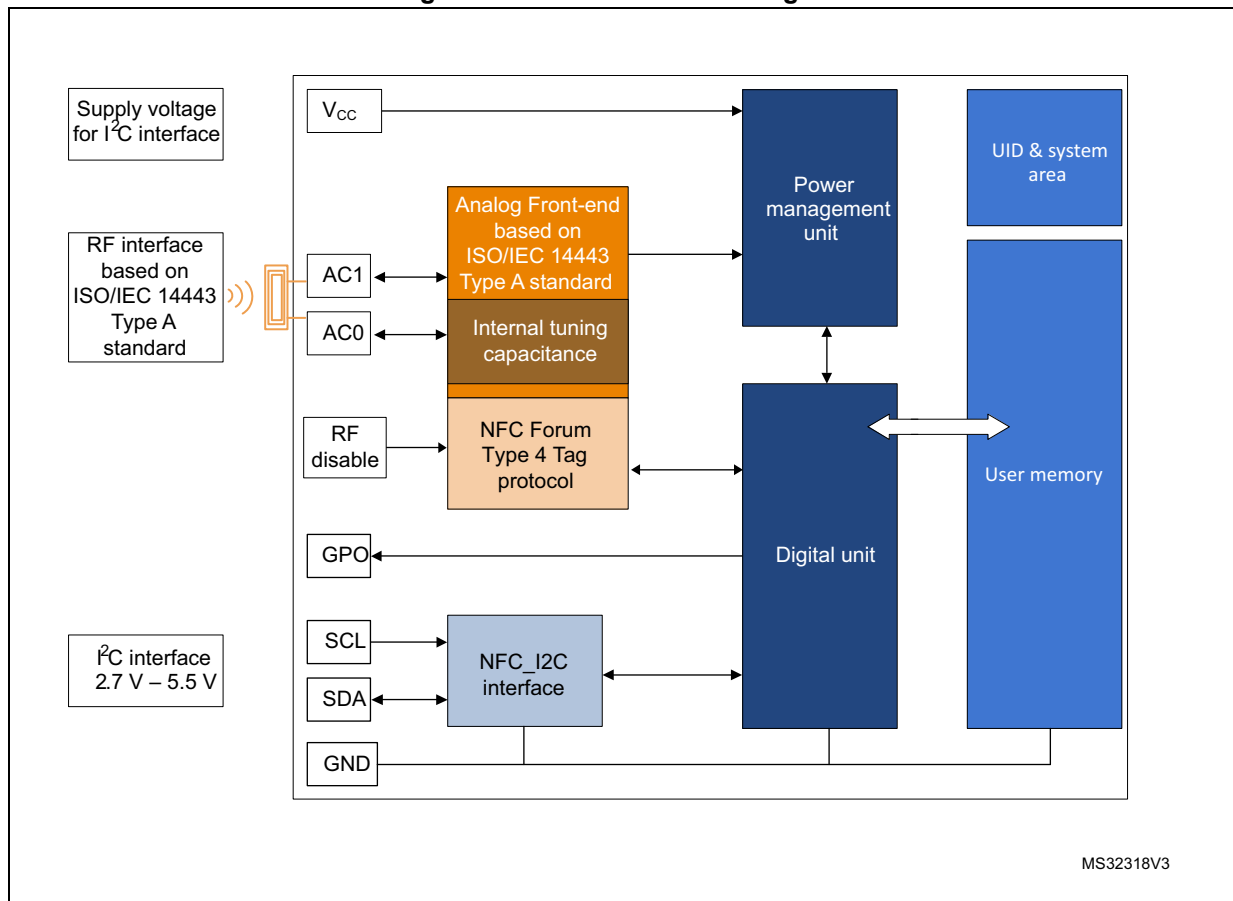 Supply voltage
for I²C interface
V_CC
Power
management
unit
UID & system
area
RF interface
based on
ISO/IEC 14443
Type A
standard
AC1
AC0
Analog Front-end
based on
ISO/IEC 14443
Type A standard
Internal tuning
capacitance
RF
disable
NFC Forum
Type 4 Tag
protocol
User memory
GPO
Digital unit
I²C interface
2.7 V – 5.5 V
SCL
SDA
NFC_I2C
interface
GND
MS32318V3